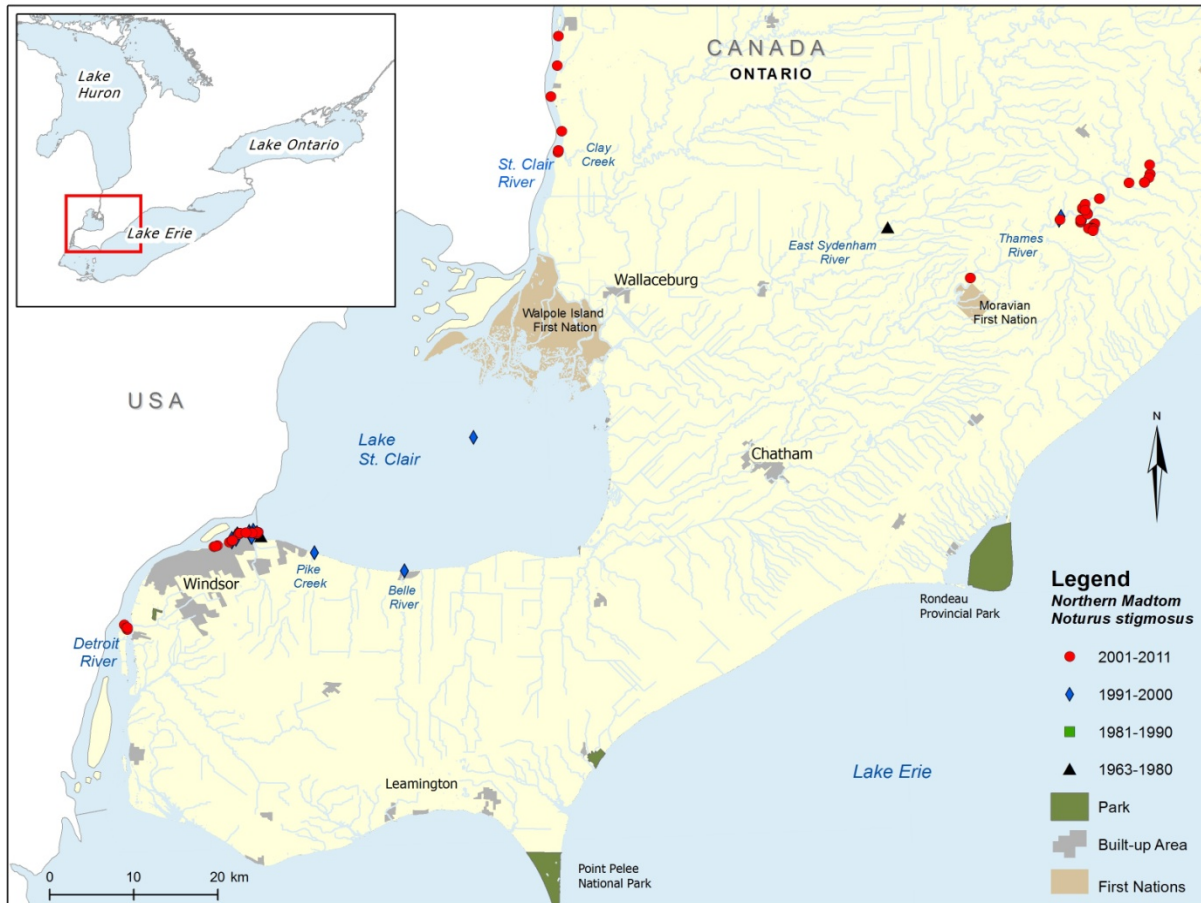 Lake
Huron
Lake Ontario
Lake Erie
CANADA
ONTARIO
St. Clair
River
Clay
Creek
East Sydenham
River
Thames
River
Wallaceburg
Walpole Island
First Nation
Moravian
First Nation
USA
Lake
St. Clair
Chatham
N
Windsor
Pike
Creek
Belle
River
Detroit
River
Rondeau
Provincial Park
Leamington
Lake Erie
Point Pelee
National Park
0 10 20 km
Legend
Northern Madtom
Noturus stigmosus
2001-2011
1991-2000
1981-1990
1963-1980
Park
Built-up Area
First Nations